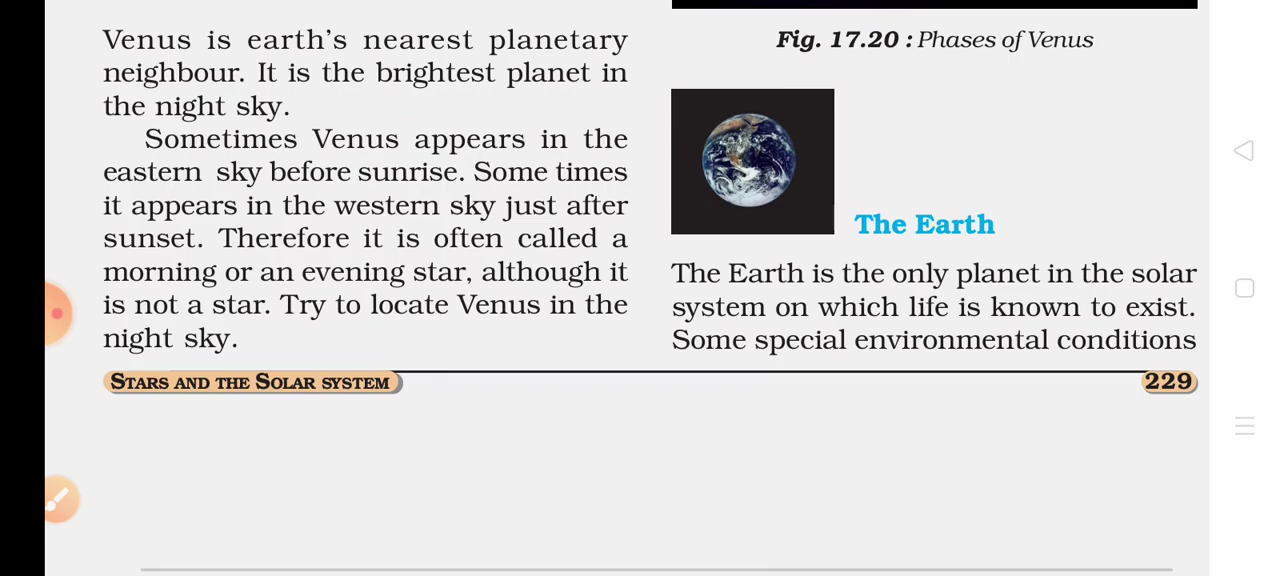 Venus is earth's nearest planetary
neighbour. It is the brightest planet in
the night sky.
Sometimes Venus appears in the
eastern sky before sunrise. Some times
it appears in the western sky just after
sunset. Therefore it is often called a
morning or an evening star, although it
is not a star. Try to locate Venus in the
night sky.
Fig. 17.20 : Phases of Venus
The Earth
The Earth is the only planet in the solar
system on which life is known to exist.
Some special environmental conditions
STARS AND THE SOLAR SYSTEM
229